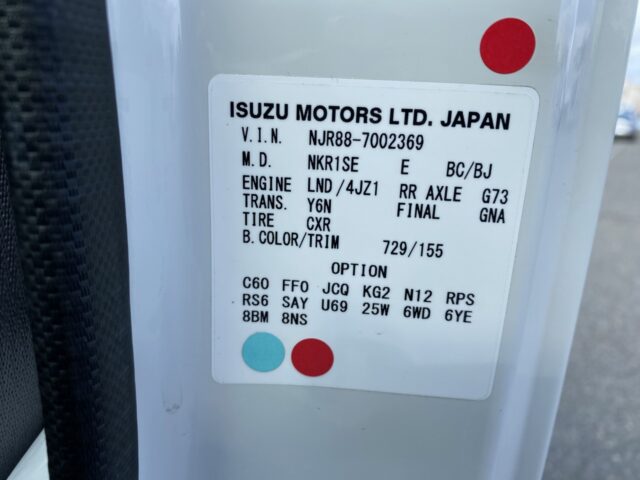 ISUZU MOTORS LTD. JAPAN
V.I.N. NJR88-7002369
M.D. NKR1SE E BC/BJ
ENGINE LND/4JZ1 RR AXLE G73
TRANS. Y6N FINAL GNA
TIRE CXR
B.COLOR/TRIM 729/155
OPTION
C60 FF0 JCQ KG2 N12 RPS
RS6 SAY U69 25W 6WD 6YE
8BM 8NS